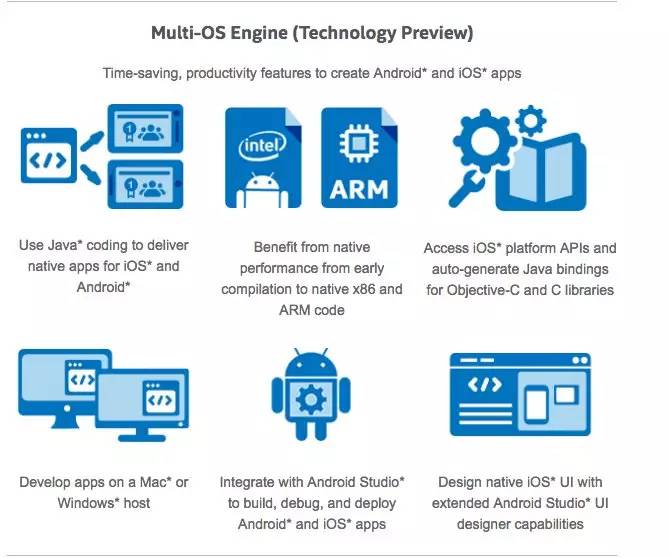 Multi-OS Engine (Technology Preview)
Time-saving, productivity features to create Android* and iOS* apps
</>
1
1
intel
ARM
Use Java* coding to deliver
native apps for iOS* and
Android*
Benefit from native
performance from early
compilation to native x86 and
ARM code
Access iOS* platform APIs and
auto-generate Java bindings
for Objective-C and C libraries
</>
</>
</>
Develop apps on a Mac* or
Windows* host
Integrate with Android Studio*
to build, debug, and deploy
Android* and iOS* apps
Design native iOS* UI with
extended Android Studio* UI
designer capabilities